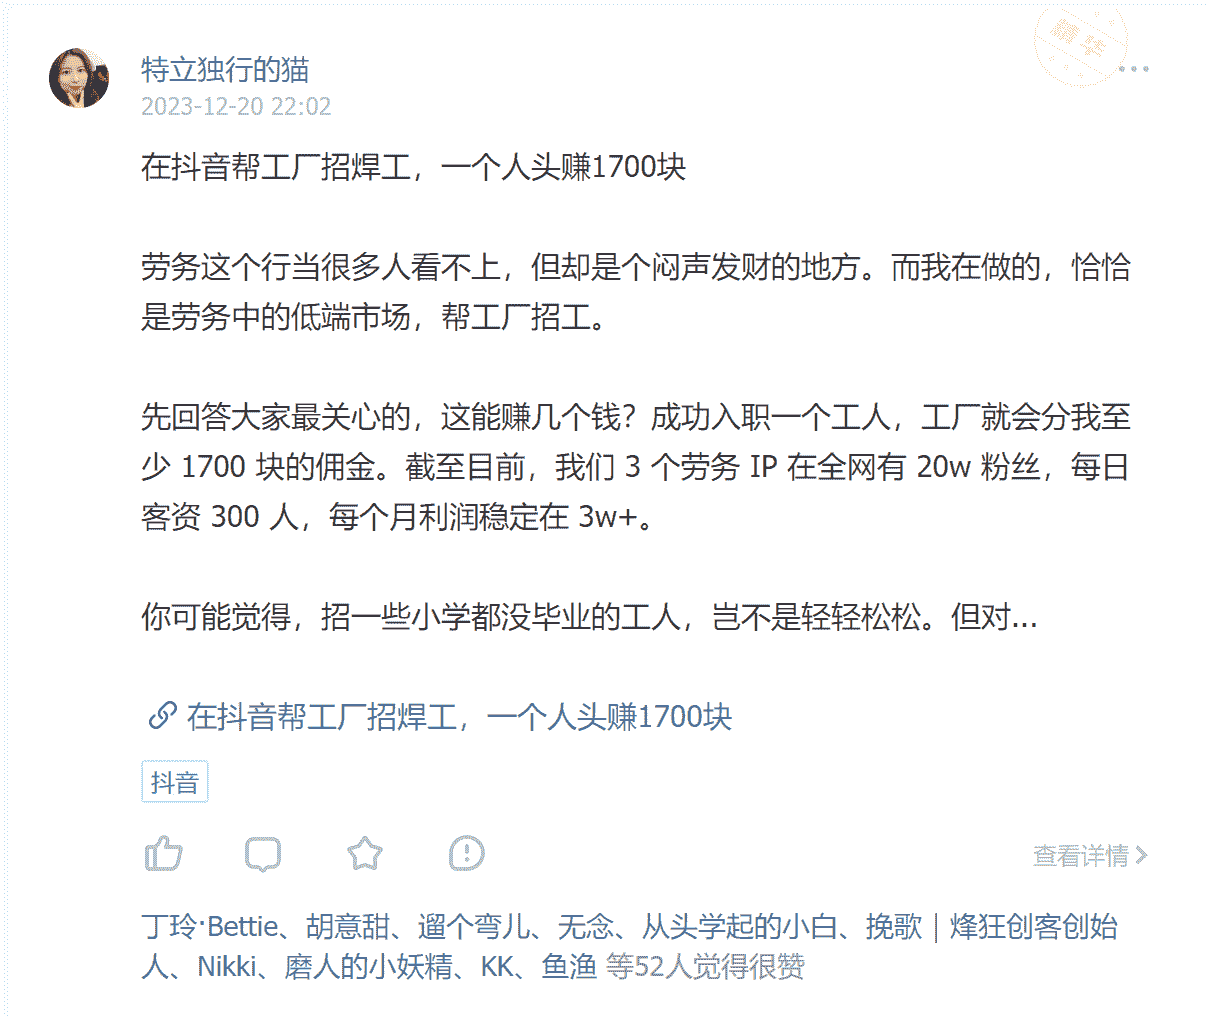 精华
特立独行的猫
2023-12-20 22:02
在抖音帮工厂招焊工，一个人头赚1700块
劳务这个行当很多人看不上，但却是个闷声发财的地方。而我在做的，恰恰
是劳务中的低端市场，帮工厂招工。
先回答大家最关心的，这能赚几个钱？成功入职一个工人，工厂就会分我至
少 1700 块的佣金。截至目前，我们 3 个劳务 IP 在全网有 20w 粉丝，每日
客资 300 人，每个月利润稳定在 3w+。
你可能觉得，招一些小学都没毕业的工人，岂不是轻轻松松。但对...
在抖音帮工厂招焊工，一个人头赚1700块
抖音
查看详情
丁玲·Bettie、胡意甜、遛个弯儿、无念、从头学起的小白、挽歌｜烽狂创客创始
人、Nikki、磨人的小妖精、KK、鱼渔 等52人觉得很赞